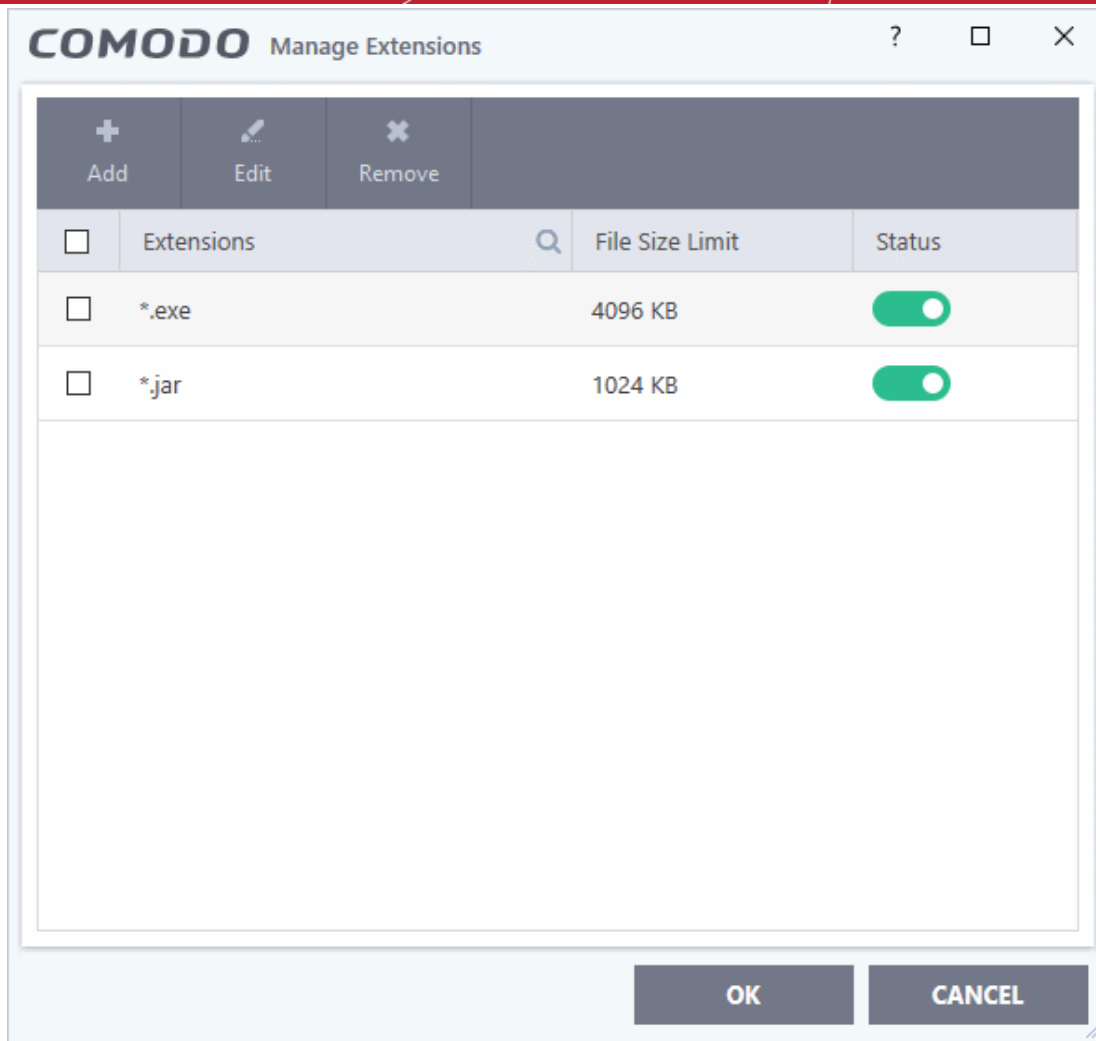 COMODO Manage Extensions ?
Add Edit Remove
Extensions File Size Limit Status
*.exe 4096 KB
*.jar 1024 KB
OK CANCEL